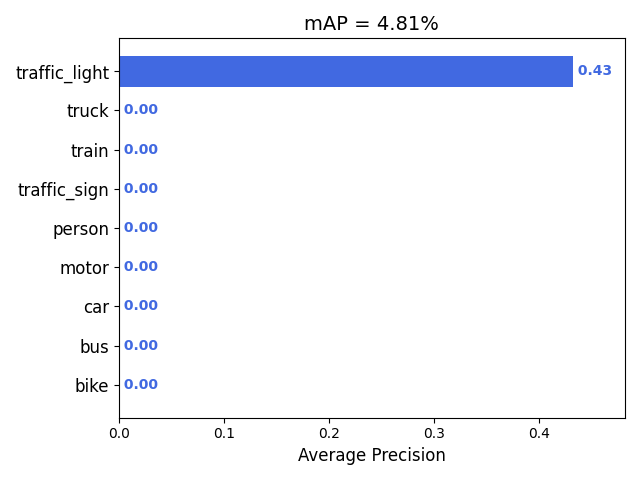 mAP = 4.81%
traffic_light 0.43
truck 0.00
train 0.00
traffic_sign 0.00
person 0.00
motor 0.00
car 0.00
bus 0.00
bike 0.00
0.0 0.1 0.2 0.3 0.4
Average Precision